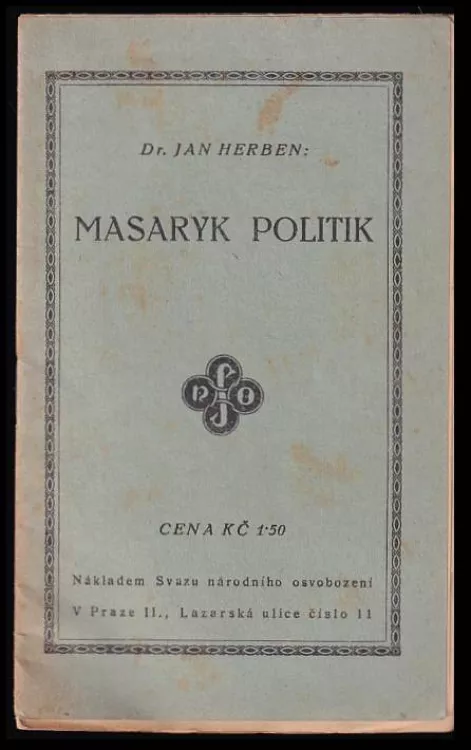 Dr. JAN HERBEN:
MASARYK POLITIK
CENA KČ 1·50
Nákladem Svazu národního osvobození
V Praze II., Lazarská ulice číslo 11